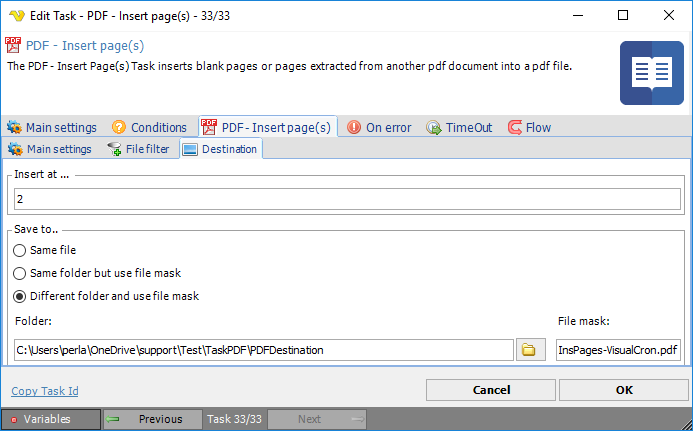 Edit Task - PDF - Insert page(s) - 33/33
PDF
PDF - Insert page(s)
The PDF - Insert Page(s) Task inserts blank pages or pages extracted from another pdf document into a pdf file.
Main settings Conditions PDF PDF - Insert page(s) On error TimeOut Flow
Main settings File filter Destination
Insert at ...
2
Save to..
Same file
Same folder but use file mask
Different folder and use file mask
Folder: File mask:
C:\Users\perla\OneDrive\support\Test\TaskPDF\PDFDestination InsPages-VisualCron.pdf
Copy Task Id Cancel OK
Variables Previous Task 33/33 Next